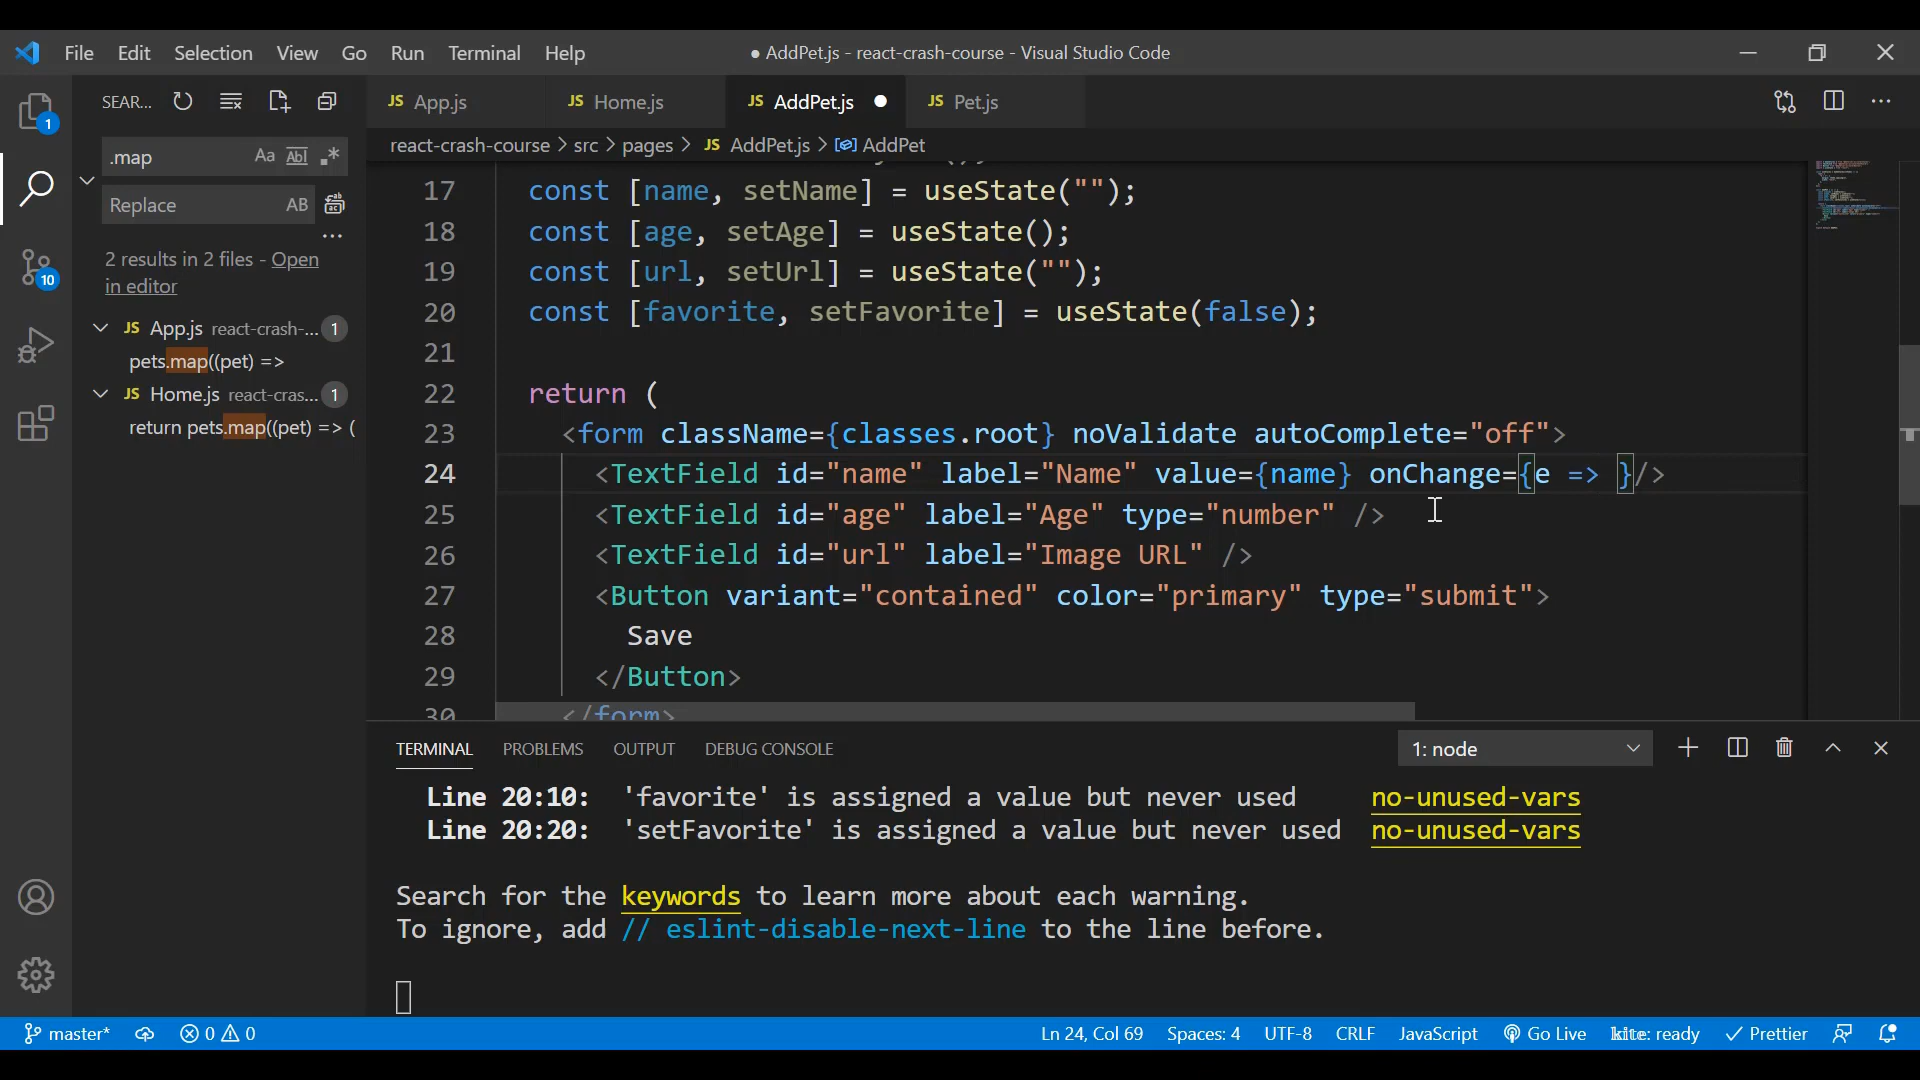 File Edit Selection View Go Run Terminal Help
● AddPet.js - react-crash-course - Visual Studio Code
SEAR...
.map
Aa Abl .*
Replace
AB
2 results in 2 files - Open
in editor
JS App.js react-crash-... 1
pets.map((pet) =>
JS Home.js react-cras... 1
return pets.map((pet) => (
1
10
JS App.js
JS Home.js
JS AddPet.js ●
JS Pet.js
react-crash-course > src > pages > JS AddPet.js > AddPet
17 const [name, setName] = useState("");
18 const [age, setAge] = useState();
19 const [url, setUrl] = useState("");
20 const [favorite, setFavorite] = useState(false);
21
22 return (
23 <form className={classes.root} noValidate autoComplete="off">
24 <TextField id="name" label="Name" value={name} onChange={e => }/>
25 <TextField id="age" label="Age" type="number" />
26 <TextField id="url" label="Image URL" />
27 <Button variant="contained" color="primary" type="submit">
28 Save
29 </Button>
30 </form>
TERMINAL PROBLEMS OUTPUT DEBUG CONSOLE
1: node
Line 20:10: 'favorite' is assigned a value but never used no-unused-vars
Line 20:20: 'setFavorite' is assigned a value but never used no-unused-vars
Search for the keywords to learn more about each warning.
To ignore, add // eslint-disable-next-line to the line before.
master* 0 0 Ln 24, Col 69 Spaces: 4 UTF-8 CRLF JavaScript Go Live kite: ready Prettier